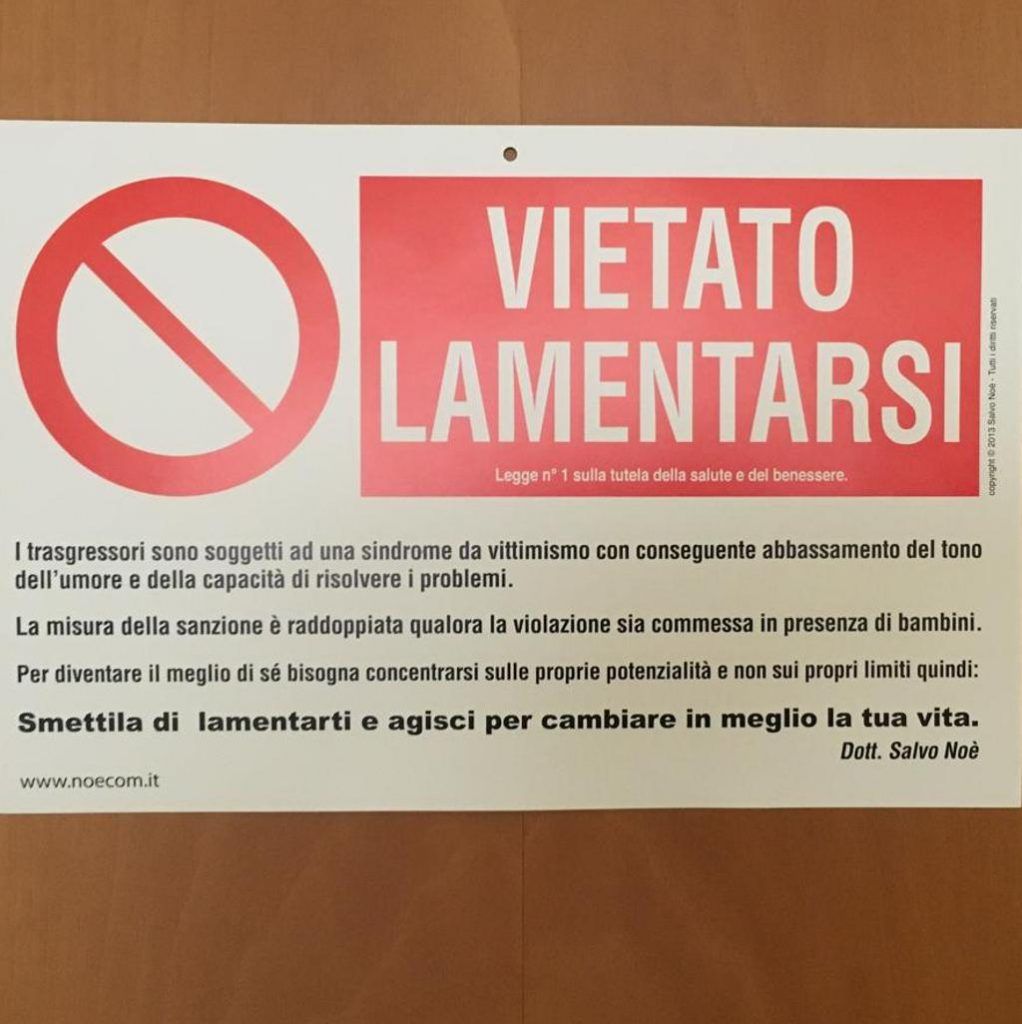 VIETATO
LAMENTARSI
Legge n° 1 sulla tutela della salute e del benessere.
copyright © 2013 Salvo Noè - Tutti i diritti riservati
I trasgressori sono soggetti ad una sindrome da vittimismo con conseguente abbassamento del tono
dell'umore e della capacità di risolvere i problemi.
La misura della sanzione è raddoppiata qualora la violazione sia commessa in presenza di bambini.
Per diventare il meglio di sé bisogna concentrarsi sulle proprie potenzialità e non sui propri limiti quindi:
Smettila di lamentarti e agisci per cambiare in meglio la tua vita.
Dott. Salvo Noè
www.noecom.it